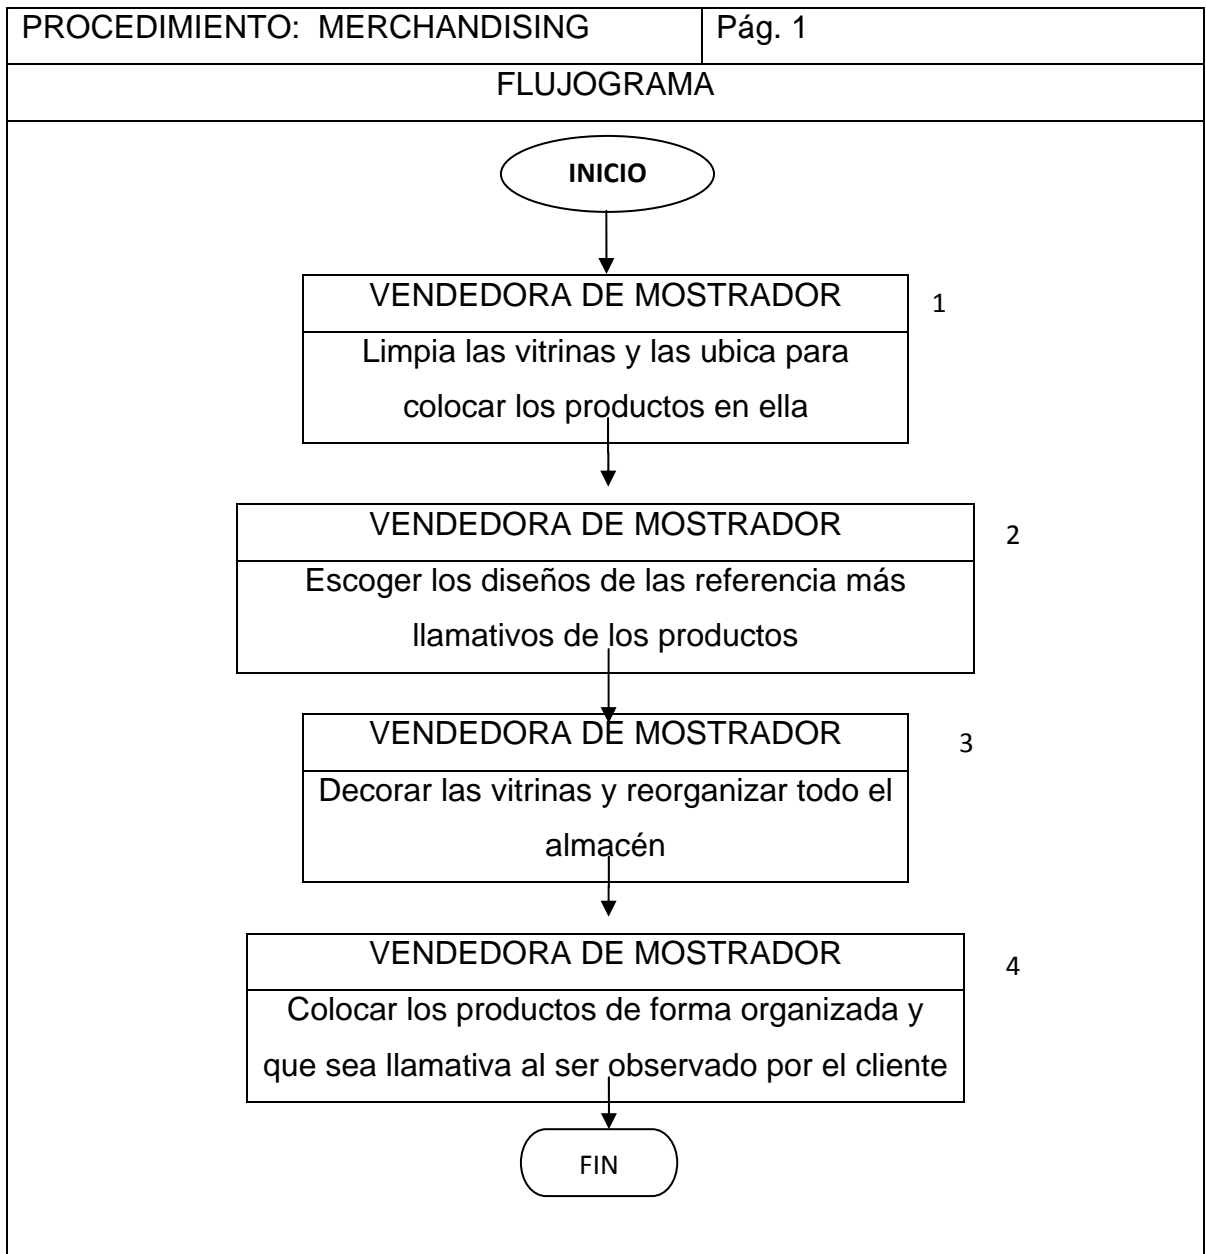 PROCEDIMIENTO: MERCHANDISING
Pág. 1
FLUJOGRAMA
INICIO
VENDEDORA DE MOSTRADOR
1
Limpia las vitrinas y las ubica para
colocar los productos en ella
VENDEDORA DE MOSTRADOR
2
Escoger los diseños de las referencia más
llamativos de los productos
VENDEDORA DE MOSTRADOR
3
Decorar las vitrinas y reorganizar todo el
almacén
VENDEDORA DE MOSTRADOR
4
Colocar los productos de forma organizada y
que sea llamativa al ser observado por el cliente
FIN